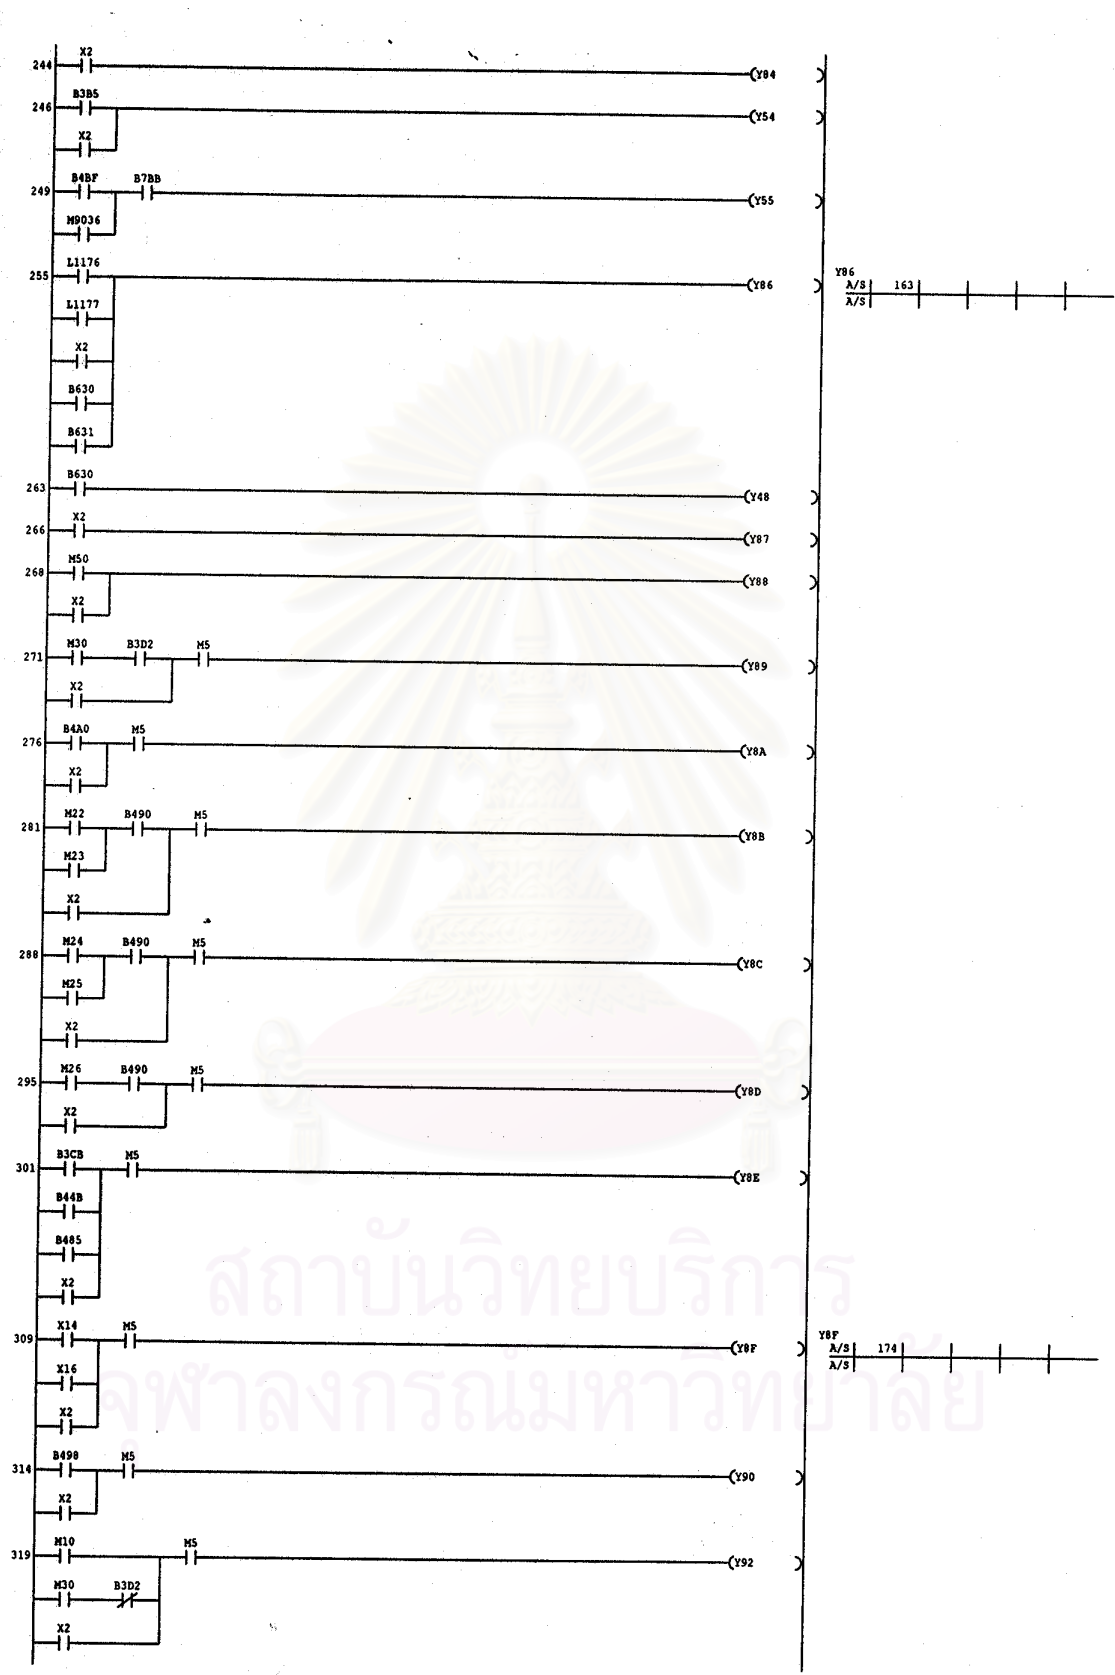 X2
244 (Y84 )
B3B5
246 (Y54 )
X2
B4BF B7BB
249 (Y55 )
M9036
L1176
255 (Y86 )
Y86
A/S 163
A/S
L1177
X2
B630
B631
B630
263 (Y48 )
X2
266 (Y87 )
M50
268 (Y88 )
X2
M30 B3D2 M5
271 (Y89 )
X2
B4A0 M5
276 (Y8A )
X2
M22 B490 M5
281 (Y8B )
M23
X2
M24 B490 M5
288 (Y8C )
M25
X2
M26 B490 M5
295 (Y8D )
X2
B3CB M5
301 (Y8E )
B44B
B485
X2
สถาบันวิทยบริการ
X14 M5
309 (Y8F )
Y8F
A/S 174
A/S
X16
จุฬาลงกรณ์มหาวิทยาลัย
X2
B498 M5
314 (Y90 )
X2
M10 M5
319 (Y92 )
M30 B3D2
X2